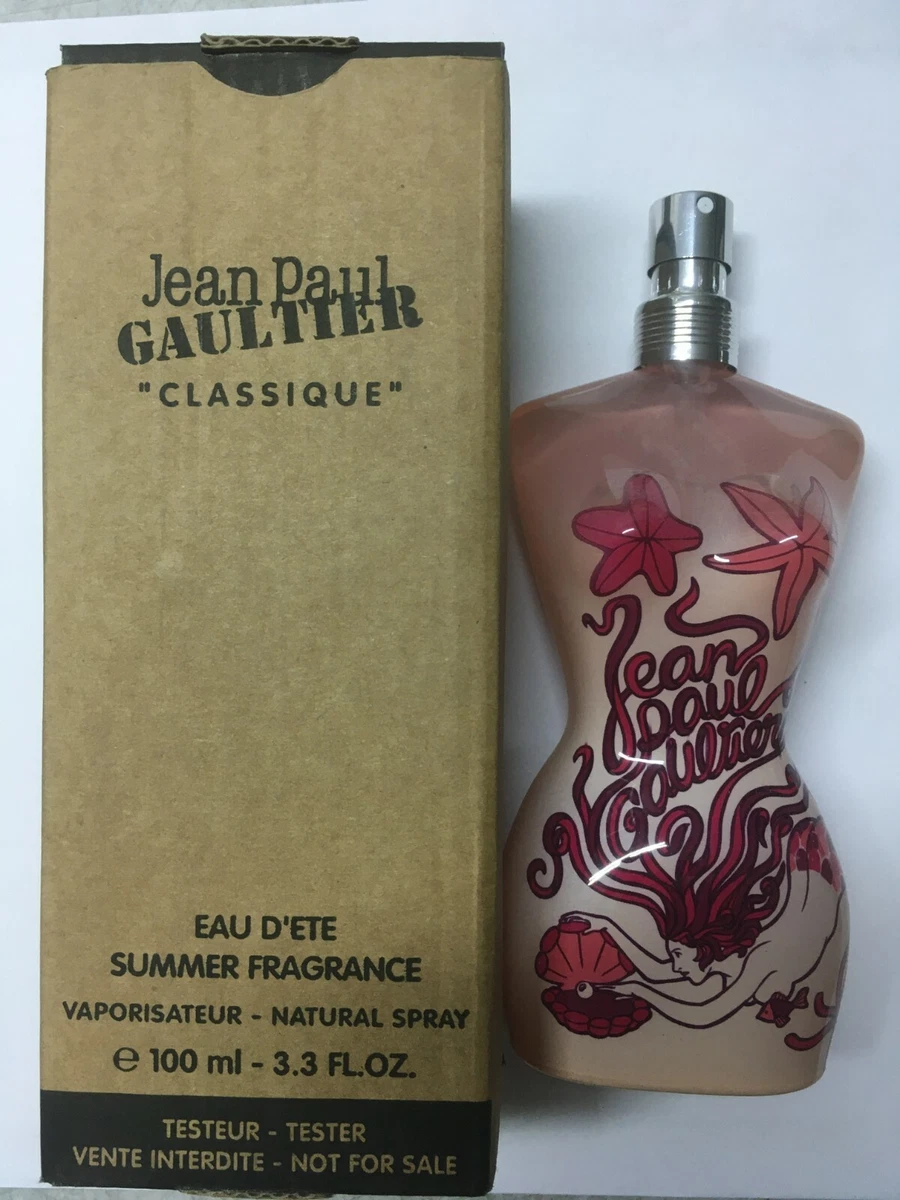 Jean Paul
GAULTIER
"CLASSIQUE"
EAU D'ETE
SUMMER FRAGRANCE
VAPORISATEUR - NATURAL SPRAY
℮ 100 ml - 3.3 FL.OZ.
TESTEUR - TESTER
VENTE INTERDITE - NOT FOR SALE
Jean
paul
Gaultier